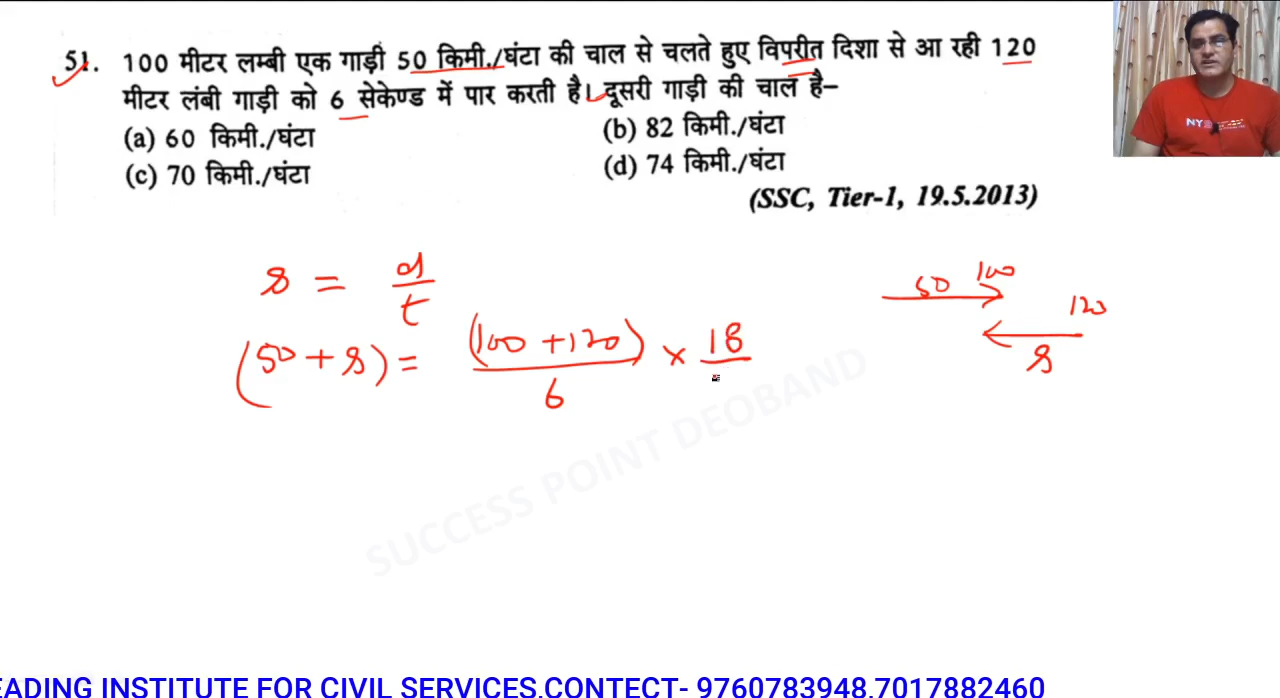 51. 100 मीटर लम्बी एक गाड़ी 50 किमी./घंटा की चाल से चलते हुए विपरीत दिशा से आ रही 120
मीटर लंबी गाड़ी को 6 सेकेण्ड में पार करती है। दूसरी गाड़ी की चाल है–
(a) 60 किमी./घंटा (b) 82 किमी./घंटा
(c) 70 किमी./घंटा (d) 74 किमी./घंटा
(SSC, Tier-1, 19.5.2013)
s = d/t
50 100
120
s
(50 + s) = (100 + 120)/6 × 18
SUCCESS POINT DEOBAND
EADING INSTITUTE FOR CIVIL SERVICES,CONTECT- 9760783948,7017882460